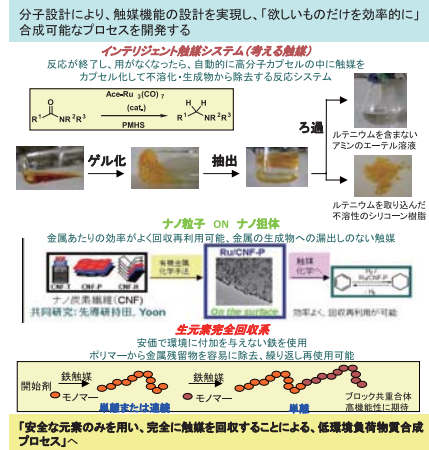 分子設計により、触媒機能の設計を実現し、「欲しいものだけを効率的に」
合成可能なプロセスを開発する
インテリジェント触媒システム（考える触媒）
反応が終了し、用がなくなったら、自動的に高分子カプセルの中に触媒を
カプセル化して不溶化・生成物から除去する反応システム
Ace-Ru 3(CO) 7
(cat.)
PMHS
O
R1 NR2R3
H H
R1 NR2R3
ゲル化
抽出
ろ過
ルテニウムを含まない
アミンのエーテル溶液
ルテニウムを取り込んだ
不溶性のシリコーン樹脂
ナノ粒子 ON ナノ担体
金属あたりの効率がよく回収再利用可能、金属の生成物への漏出しのない触媒
CNF-T CNF-P CNF-H
ナノ炭素繊維(CNF)
共同研究: 先導研持田, Yoon
有機金属
化学手法
Ru/CNF-P
On the surface
触媒
化学へ
効率よく、回収再利用が可能
生元素完全回収系
安価で環境に付加を与えない鉄を使用
ポリマーから金属残留物を容易に除去、繰り返し再使用可能
開始剤
鉄触媒
モノマー
単離または連続
鉄触媒
モノマー
単離
ブロック共重合体
高機能性に期待
「安全な元素のみを用い、完全に触媒を回収することによる、低環境負荷物質合成
プロセス」へ